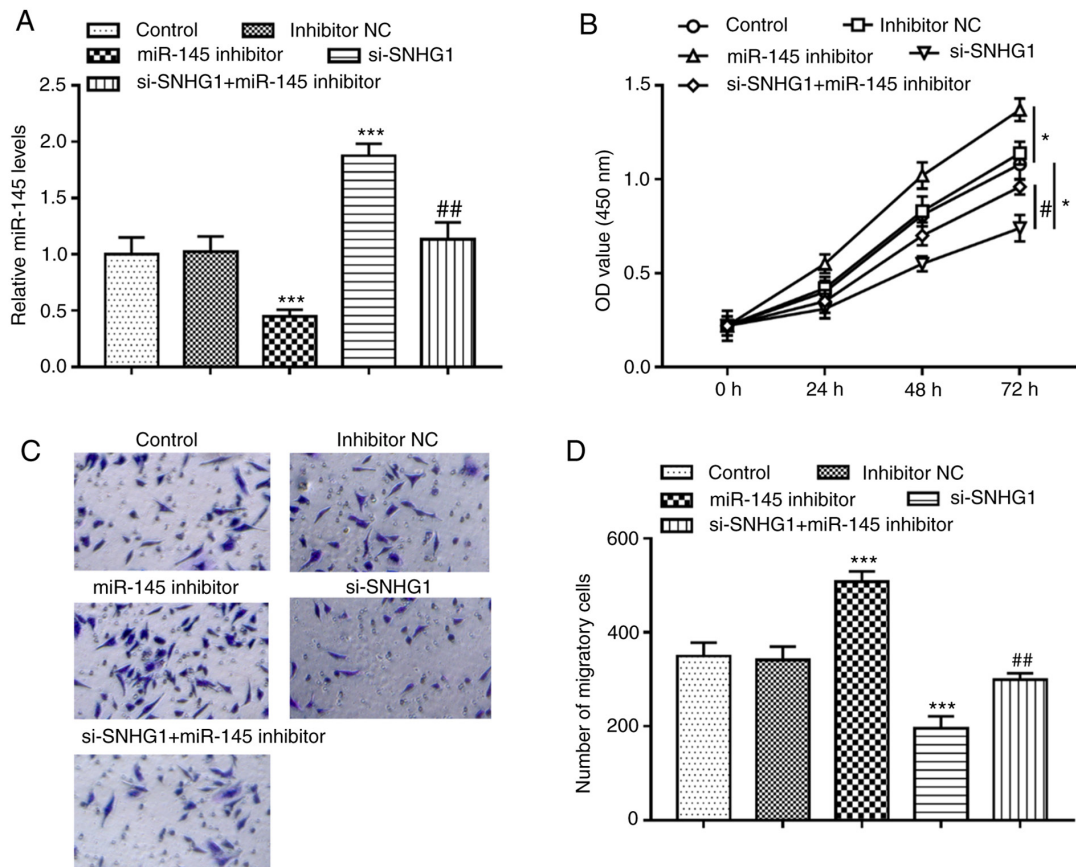 A
Control
Inhibitor NC
miR-145 inhibitor
si-SNHG1
si-SNHG1+miR-145 inhibitor
Relative miR-145 levels
2.5
2.0
1.5
1.0
0.5
0.0
***
***
##
B
Control
Inhibitor NC
miR-145 inhibitor
si-SNHG1
si-SNHG1+miR-145 inhibitor
OD value (450 nm)
1.5
1.0
0.5
0.0
0 h
24 h
48 h
72 h
*
#
*
C
Control
Inhibitor NC
miR-145 inhibitor
si-SNHG1
si-SNHG1+miR-145 inhibitor
D
Control
Inhibitor NC
miR-145 inhibitor
si-SNHG1
si-SNHG1+miR-145 inhibitor
Number of migratory cells
600
400
200
0
***
***
##